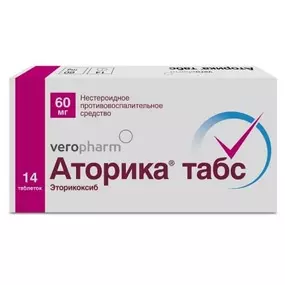 60
мг
Нестероидное
противовоспалительное
средство
veropharm
Аторика® табс
14
таблеток
Эторикоксиб